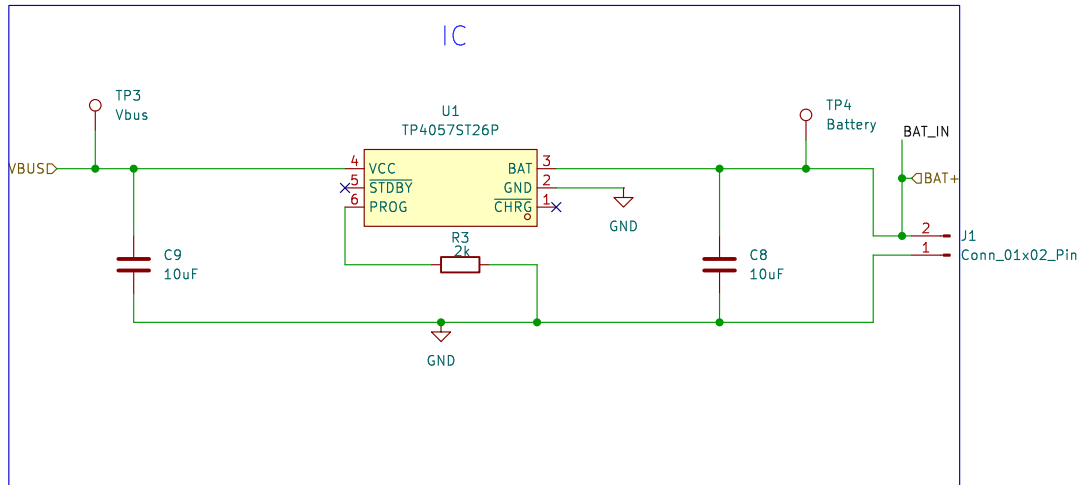 IC
TP3
Vbus
U1
TP4057ST26P
TP4
Battery
BAT_IN
VBUS
4
VCC
BAT
3
5
STDBY
GND
2
6
PROG
CHRG
1
BAT+
GND
R3
2k
2
J1
1
Conn_01x02_Pin
C9
10uF
C8
10uF
GND